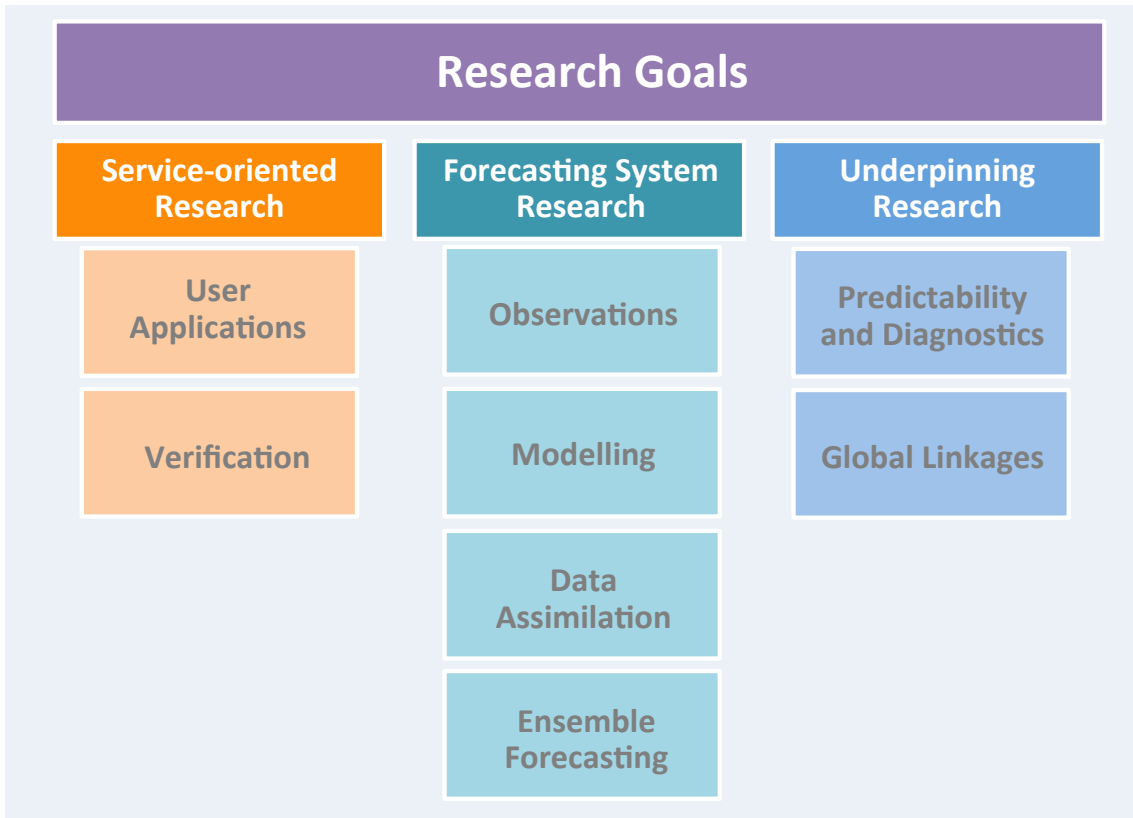 Research Goals
Service-oriented
Research
Forecasting System
Research
Underpinning
Research
User
Applications
Verification
Observations
Modelling
Data
Assimilation
Ensemble
Forecasting
Predictability
and Diagnostics
Global Linkages